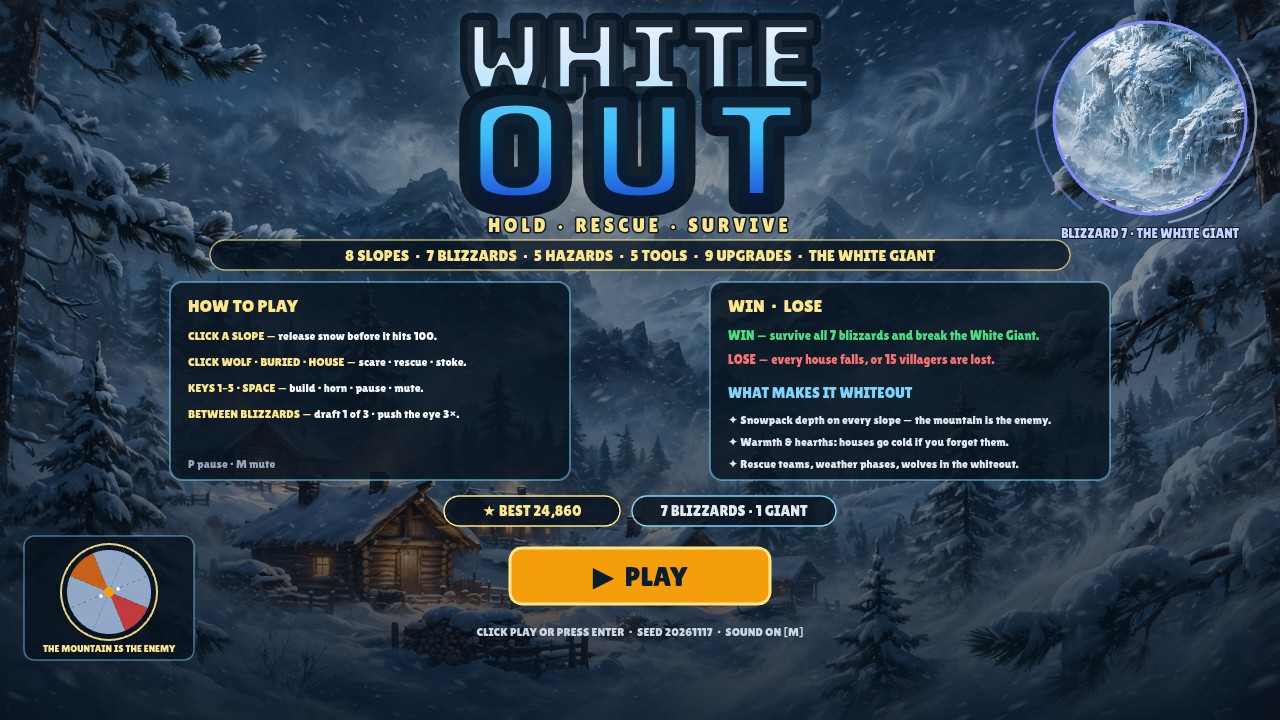 WHITE
OUT
HOLD · RESCUE · SURVIVE
8 SLOPES · 7 BLIZZARDS · 5 HAZARDS · 5 TOOLS · 9 UPGRADES · THE WHITE GIANT
BLIZZARD 7 · THE WHITE GIANT
HOW TO PLAY
CLICK A SLOPE — release snow before it hits 100.
CLICK WOLF · BURIED · HOUSE — scare · rescue · stoke.
KEYS 1–5 · SPACE — build · horn · pause · mute.
BETWEEN BLIZZARDS — draft 1 of 3 · push the eye 3×.
P pause · M mute
WIN · LOSE
WIN — survive all 7 blizzards and break the White Giant.
LOSE — every house falls, or 15 villagers are lost.
WHAT MAKES IT WHITEOUT
✦ Snowpack depth on every slope — the mountain is the enemy.
✦ Warmth & hearths: houses go cold if you forget them.
✦ Rescue teams, weather phases, wolves in the whiteout.
★ BEST 24,860
7 BLIZZARDS · 1 GIANT
▶ PLAY
CLICK PLAY OR PRESS ENTER · SEED 20261117 · SOUND ON [M]
THE MOUNTAIN IS THE ENEMY